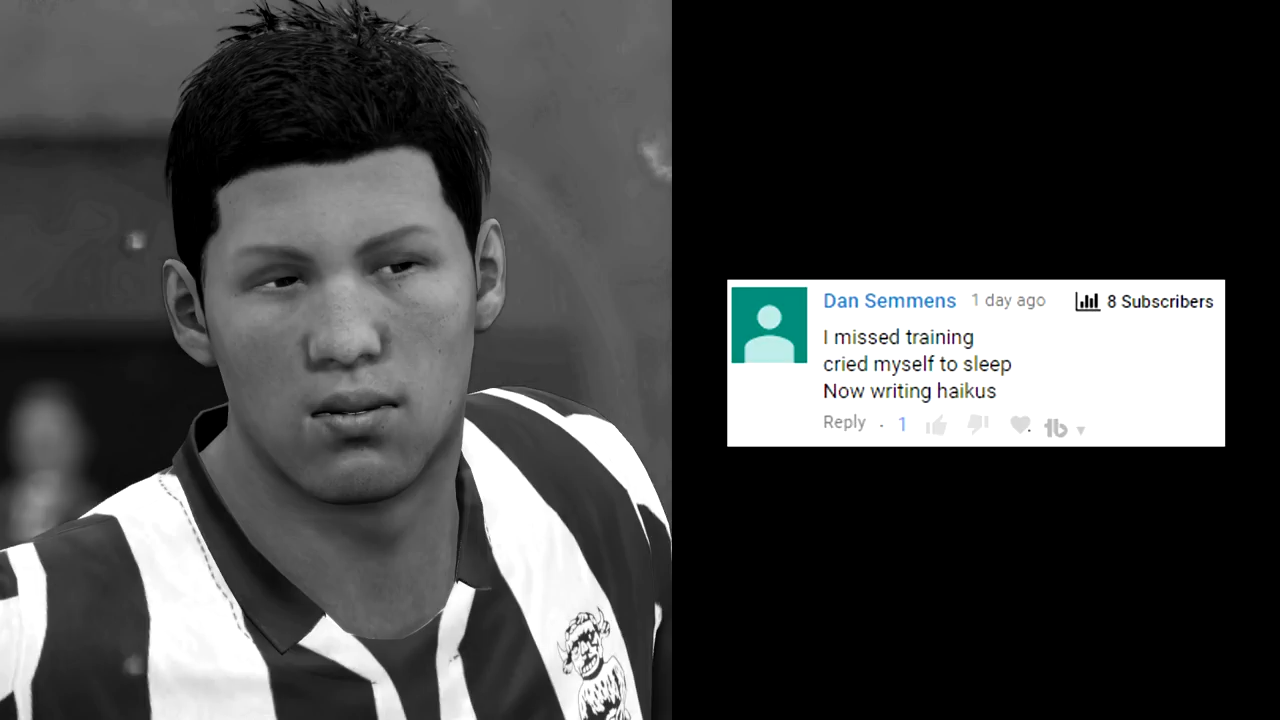 Dan Semmens 1 day ago 8 Subscribers
I missed training
cried myself to sleep
Now writing haikus
Reply . 1